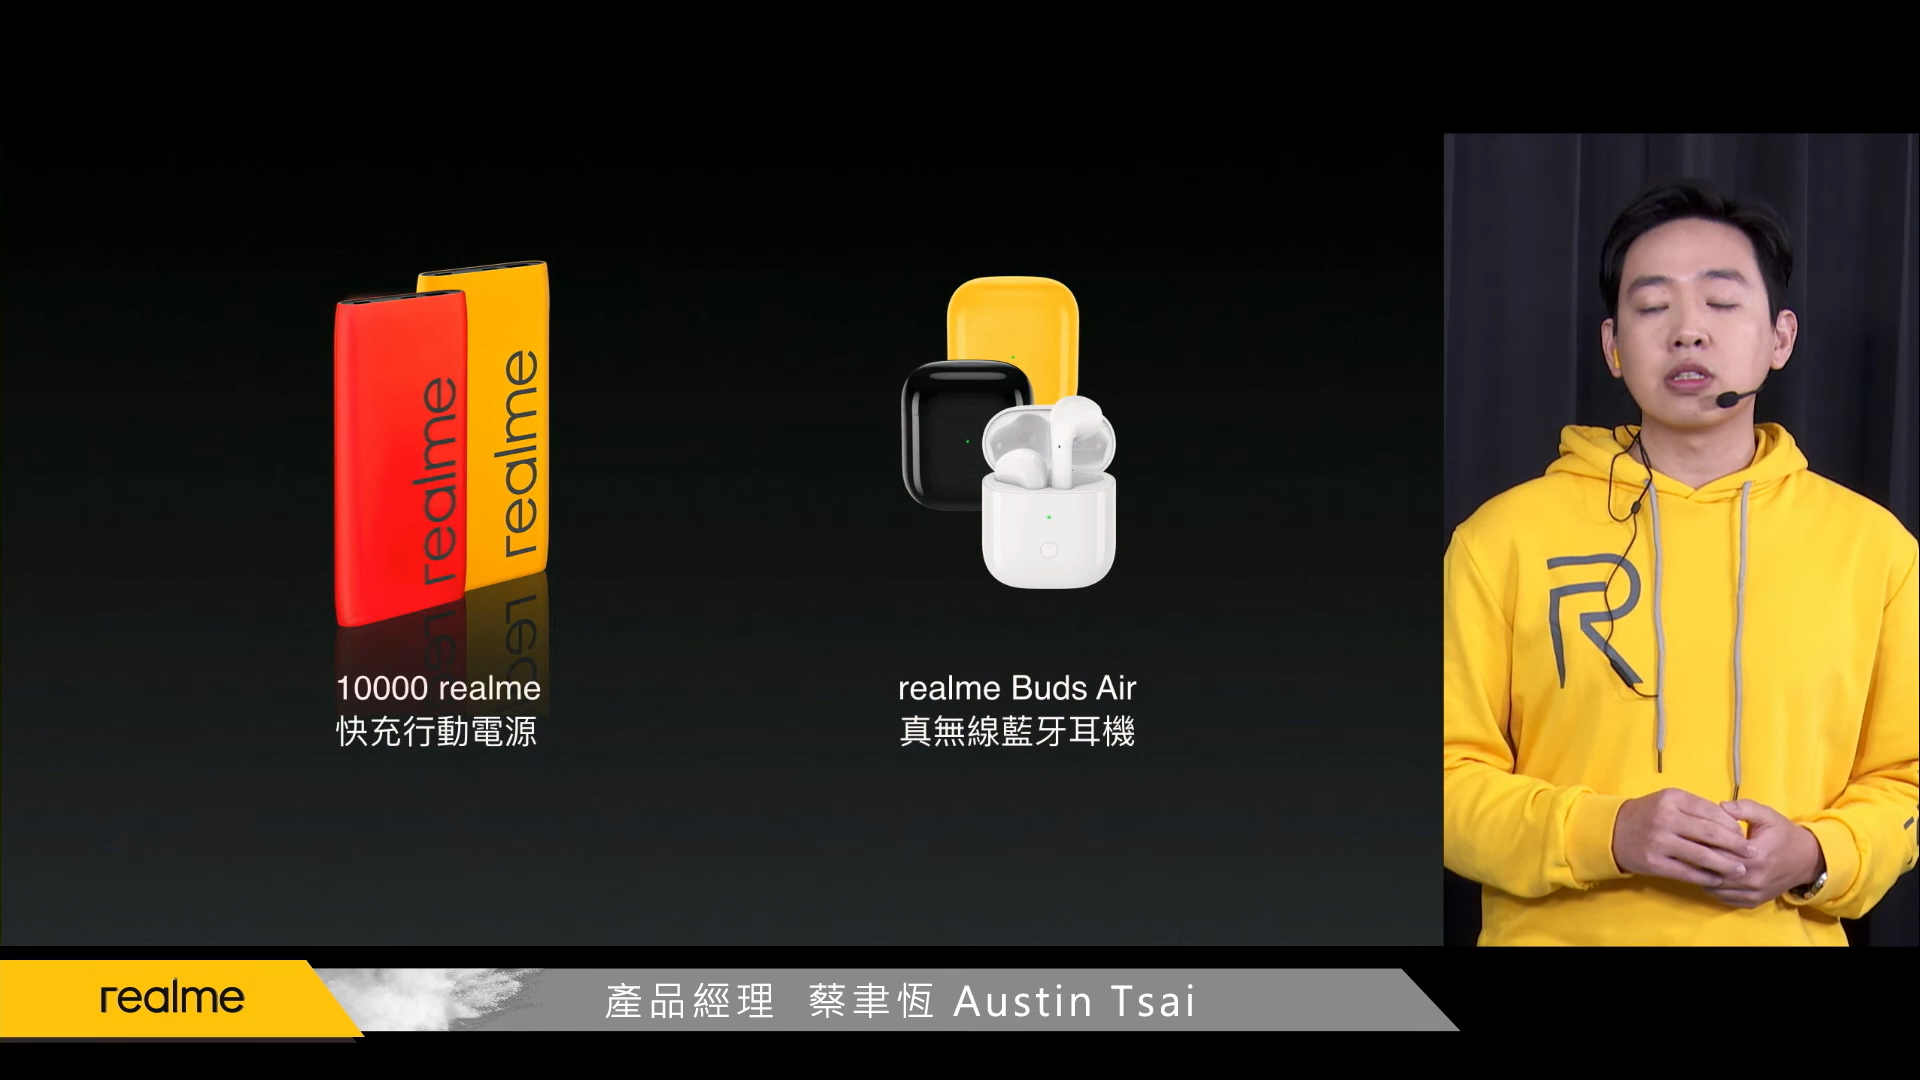 realme
realme
10000 realme
快充行動電源
realme Buds Air
真無線藍牙耳機
R
realme
產品經理 蔡聿恆 Austin Tsai